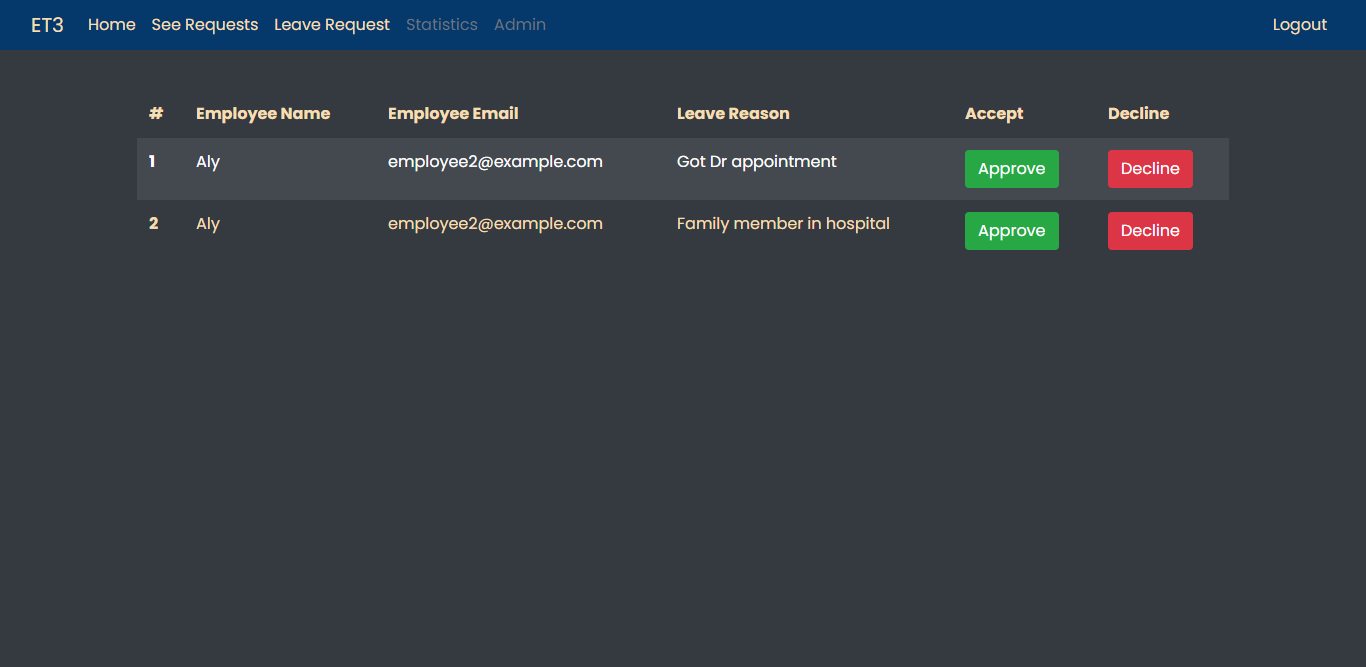 ET3 Home See Requests Leave Request Statistics Admin Logout
# Employee Name Employee Email Leave Reason Accept Decline
1 Aly employee2@example.com Got Dr appointment Approve Decline
2 Aly employee2@example.com Family member in hospital Approve Decline